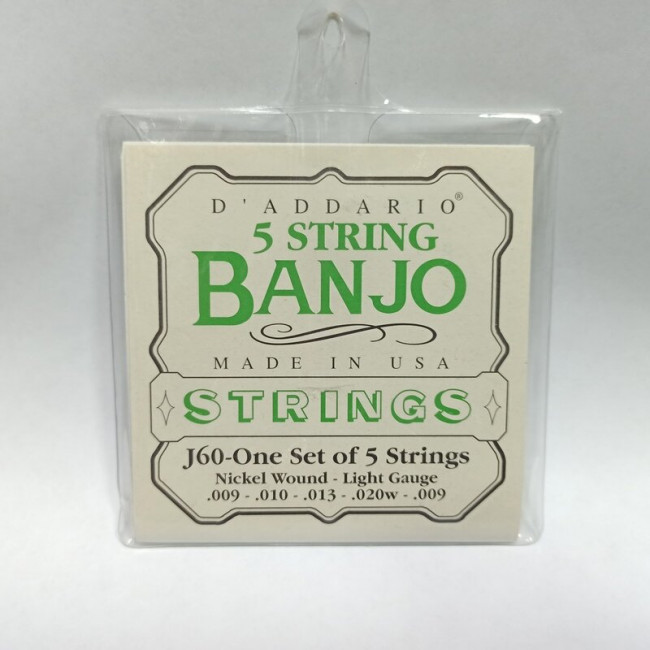 D'ADDARIO®
5 STRING
BANJO
MADE IN USA
STRINGS
J60-One Set of 5 Strings
Nickel Wound - Light Gauge
.009 - .010 - .013 - .020w - .009